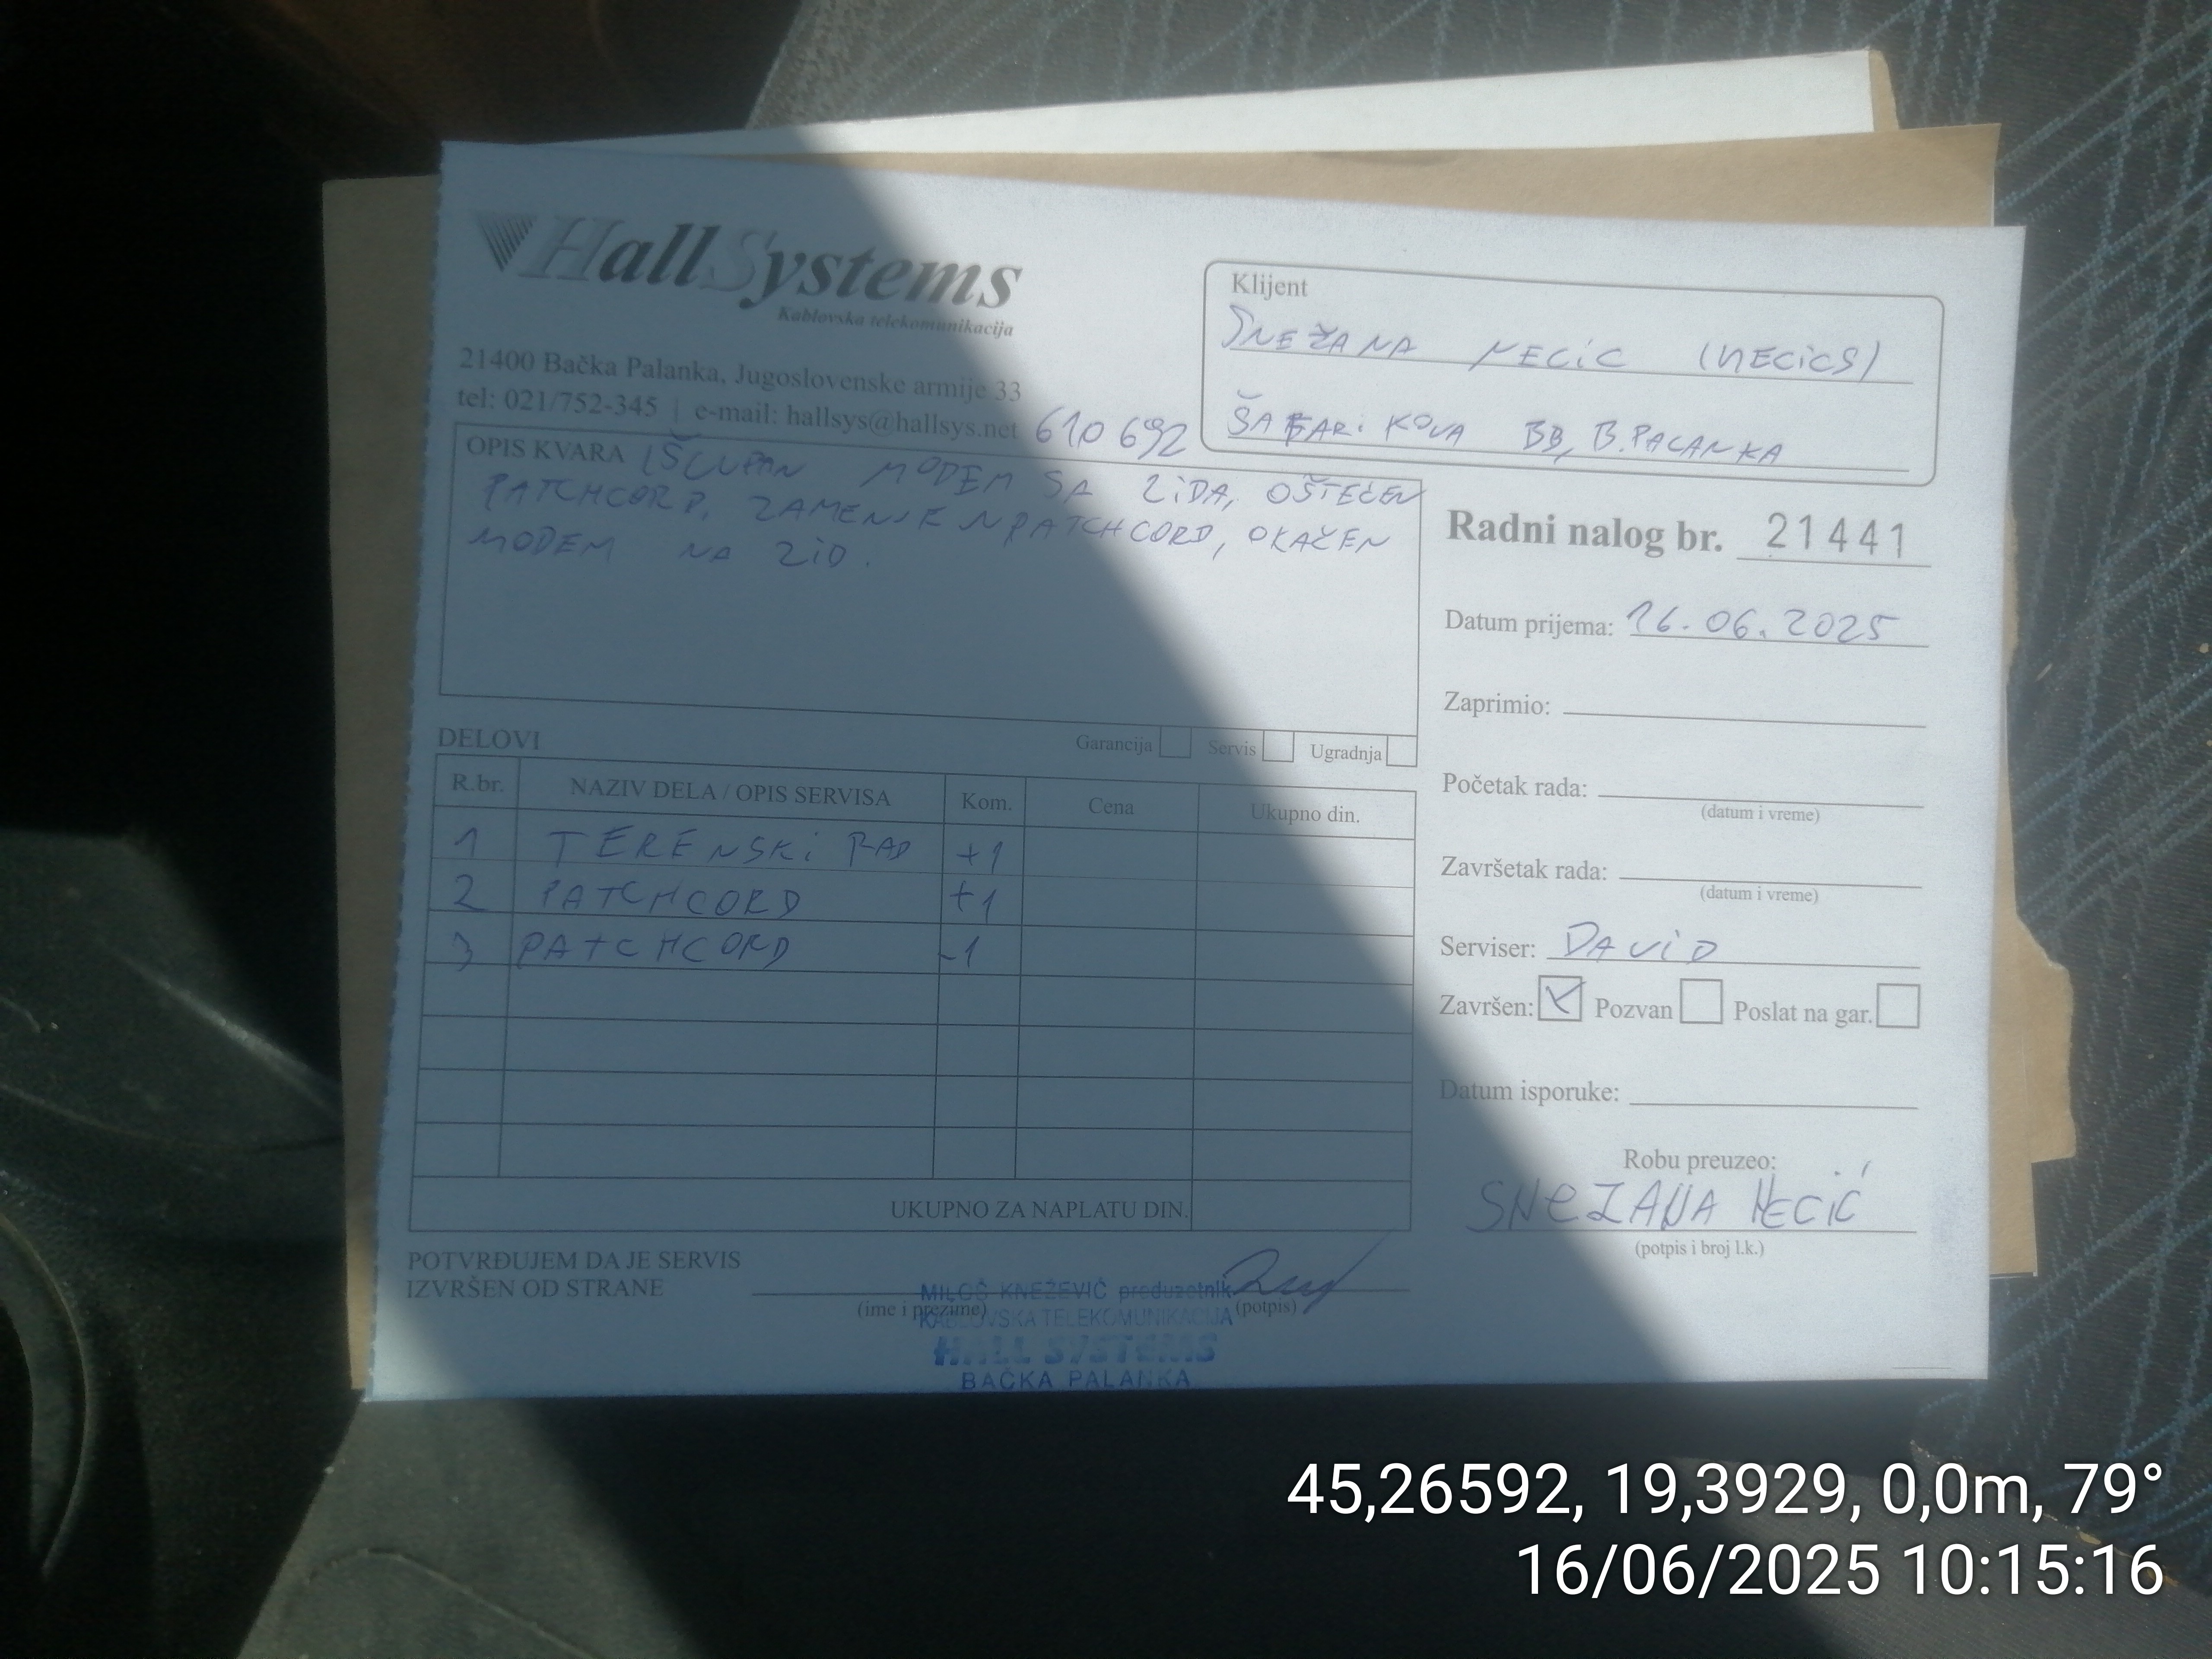 HallSystems
Kablovska telekomunikacija
21400 Bačka Palanka, Jugoslovenske armije 33
tel: 021/752-345 | e-mail: hallsys@hallsys.net
610 692
Klijent
SNEŽANA NECIC (NECICS)
ŠAFARIKOVA BB, B.PALANKA
OPIS KVARA IŠČUPAN MODEM SA ZIDA, OŠTEĆEN
PATCHCORD, ZAMENJEN PATCHCORD, OKAČEN
MODEM NA ZID.
Radni nalog br. 21441
Datum prijema: 16.06.2025
Zaprimio:
Početak rada:
(datum i vreme)
Završetak rada:
(datum i vreme)
Serviser: DAVID
Završen: Pozvan Poslat na gar.
Datum isporuke:
Robu preuzeo:
SNEZANA NECIĆ
(potpis i broj l.k.)
DELOVI Garancija Servis Ugradnja
R.br. NAZIV DELA / OPIS SERVISA Kom. Cena Ukupno din.
1 TERENSKI RAD +1
2 PATCHCORD +1
3 PATCHCORD -1
UKUPNO ZA NAPLATU DIN.
POTVRĐUJEM DA JE SERVIS
IZVRŠEN OD STRANE
(ime i prezime) (potpis)
MILOŠ KNEŽEVIĆ preduzetnik
KABLOVSKA TELEKOMUNIKACIJA
HALL SYSTEMS
BAČKA PALANKA
45,26592, 19,3929, 0,0m, 79°
16/06/2025 10:15:16